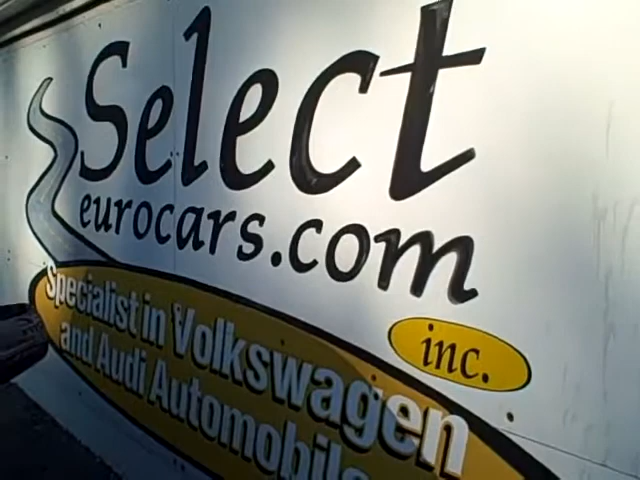 Select
eurocars.com
inc.
Specialist in Volkswagen
and Audi